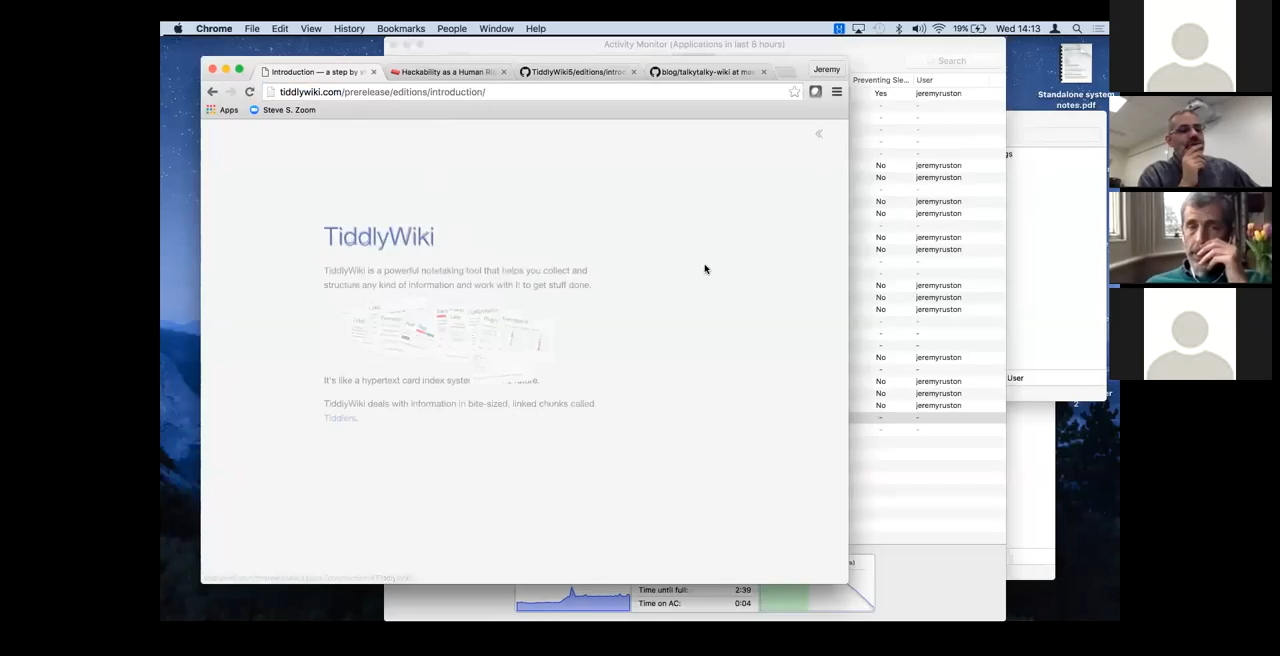 Chrome File Edit View History Bookmarks People Window Help
19% Wed 14:13
Activity Monitor (Applications in last 8 hours)
Search
Introduction — a step by s
Hackability as a Human Ri
TiddlyWiki5/editions/introd
blog/talkytalky-wiki at mas
Jeremy
tiddlywiki.com/prerelease/editions/introduction/
Apps Steve S. Zoom
TiddlyWiki
TiddlyWiki is a powerful notetaking tool that helps you collect and
structure any kind of information and work with it to get stuff done.
It's like a hypertext card index syste
TiddlyWiki deals with information in bite-sized, linked chunks called
Tiddlers.
Preventing Sle... User
Yes jeremyruston
- -
- -
- -
- -
- -
No jeremyruston
No jeremyruston
- -
No jeremyruston
No jeremyruston
- -
No jeremyruston
No jeremyruston
- -
- -
No jeremyruston
No jeremyruston
No jeremyruston
- -
- -
- -
No jeremyruston
- -
No jeremyruston
No jeremyruston
No jeremyruston
- -
- -
Time until full: 2:39
Time on AC: 0:04
Standalone system
notes.pdf
gs
User
er
2